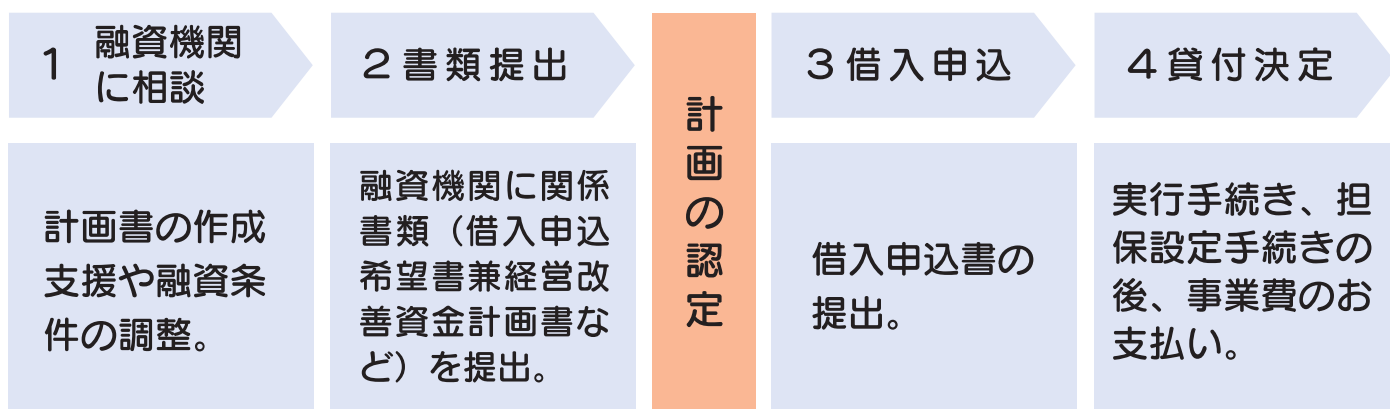 1 融資機関
に相談
計画書の作成
支援や融資条
件の調整。
2書類提出
融資機関に関係
書類（借入申込
希望書兼経営改
善資金計画書な
ど）を提出。
計画の認定
3借入申込
借入申込書の
提出。
4貸付決定
実行手続き、担
保設定手続きの
後、事業費のお
支払い。